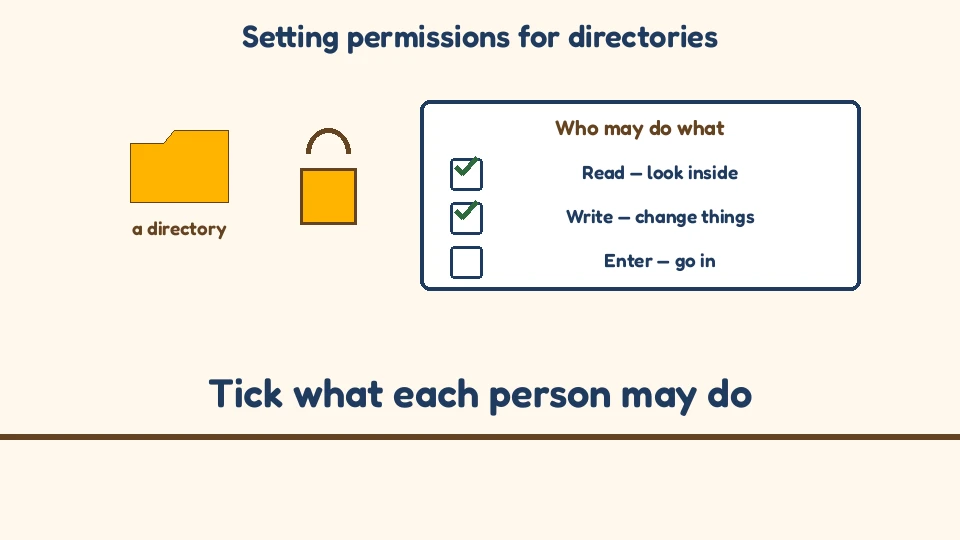 Setting permissions for directories
a directory
Who may do what
Read — look inside
Write — change things
Enter — go in
Tick what each person may do